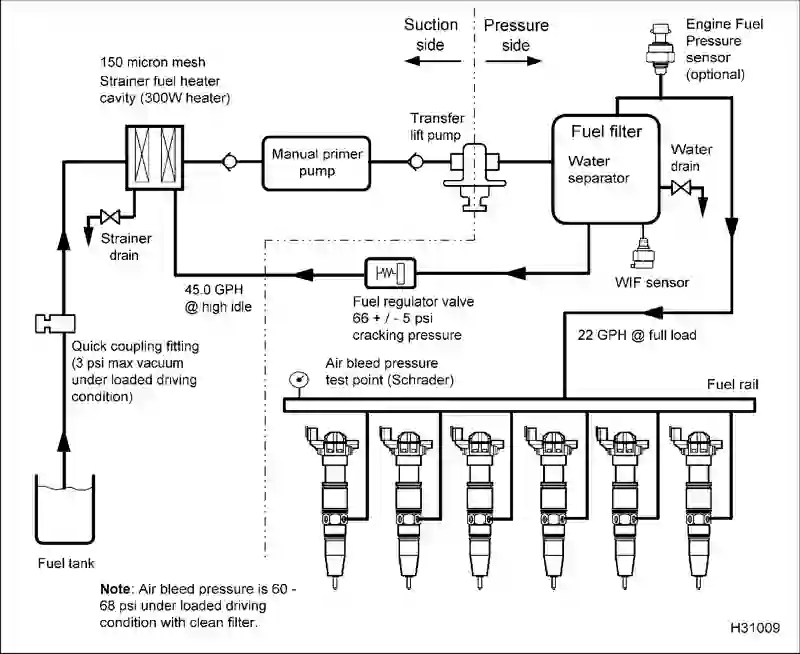 Suction
side
Pressure
side
Engine Fuel
Pressure
sensor
(optional)
150 micron mesh
Strainer fuel heater
cavity (300W heater)
Transfer
lift pump
Manual primer
pump
Fuel filter
Water
separator
Water
drain
Strainer
drain
WIF sensor
45.0 GPH
@ high idle
Fuel regulator valve
66 + / - 5 psi
cracking pressure
22 GPH @ full load
Quick coupling fitting
(3 psi max vacuum
under loaded driving
condition)
Air bleed pressure
test point (Schrader)
Fuel rail
Fuel tank
Note: Air bleed pressure is 60 -
68 psi under loaded driving
condition with clean filter.
H31009